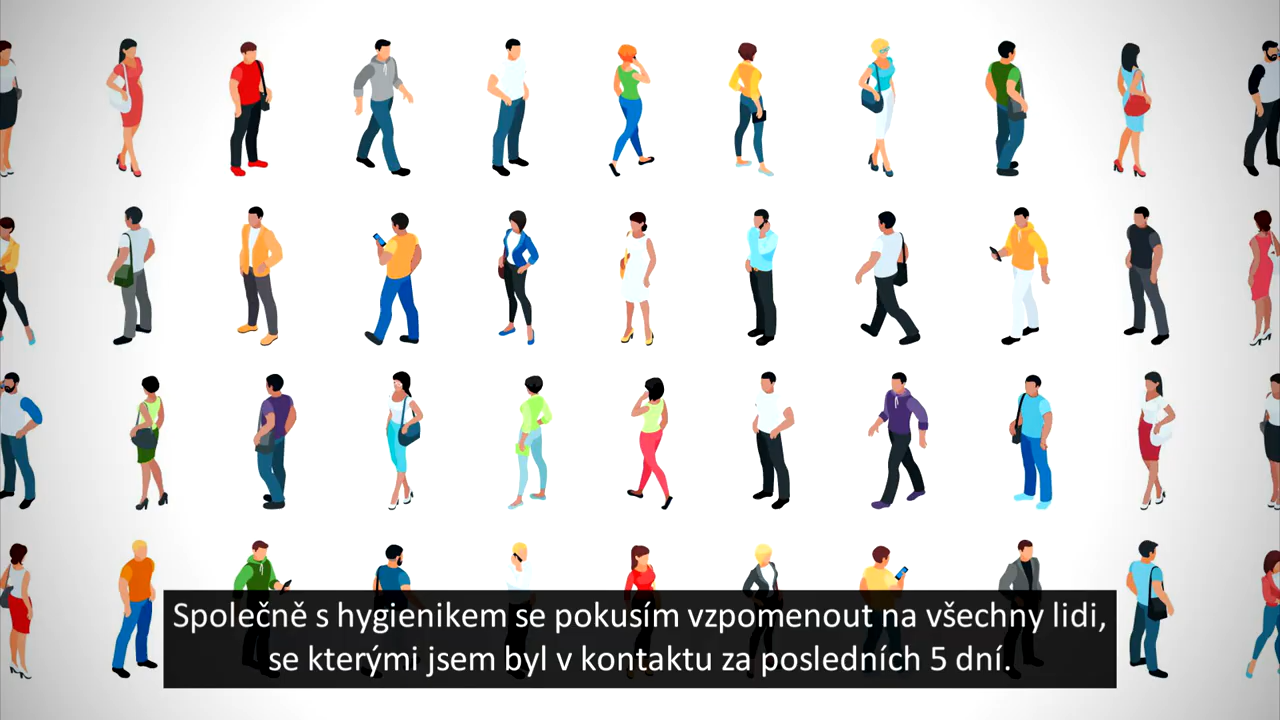 Společně s hygienikem se pokusím vzpomenout na všechny lidi,
se kterými jsem byl v kontaktu za posledních 5 dní.